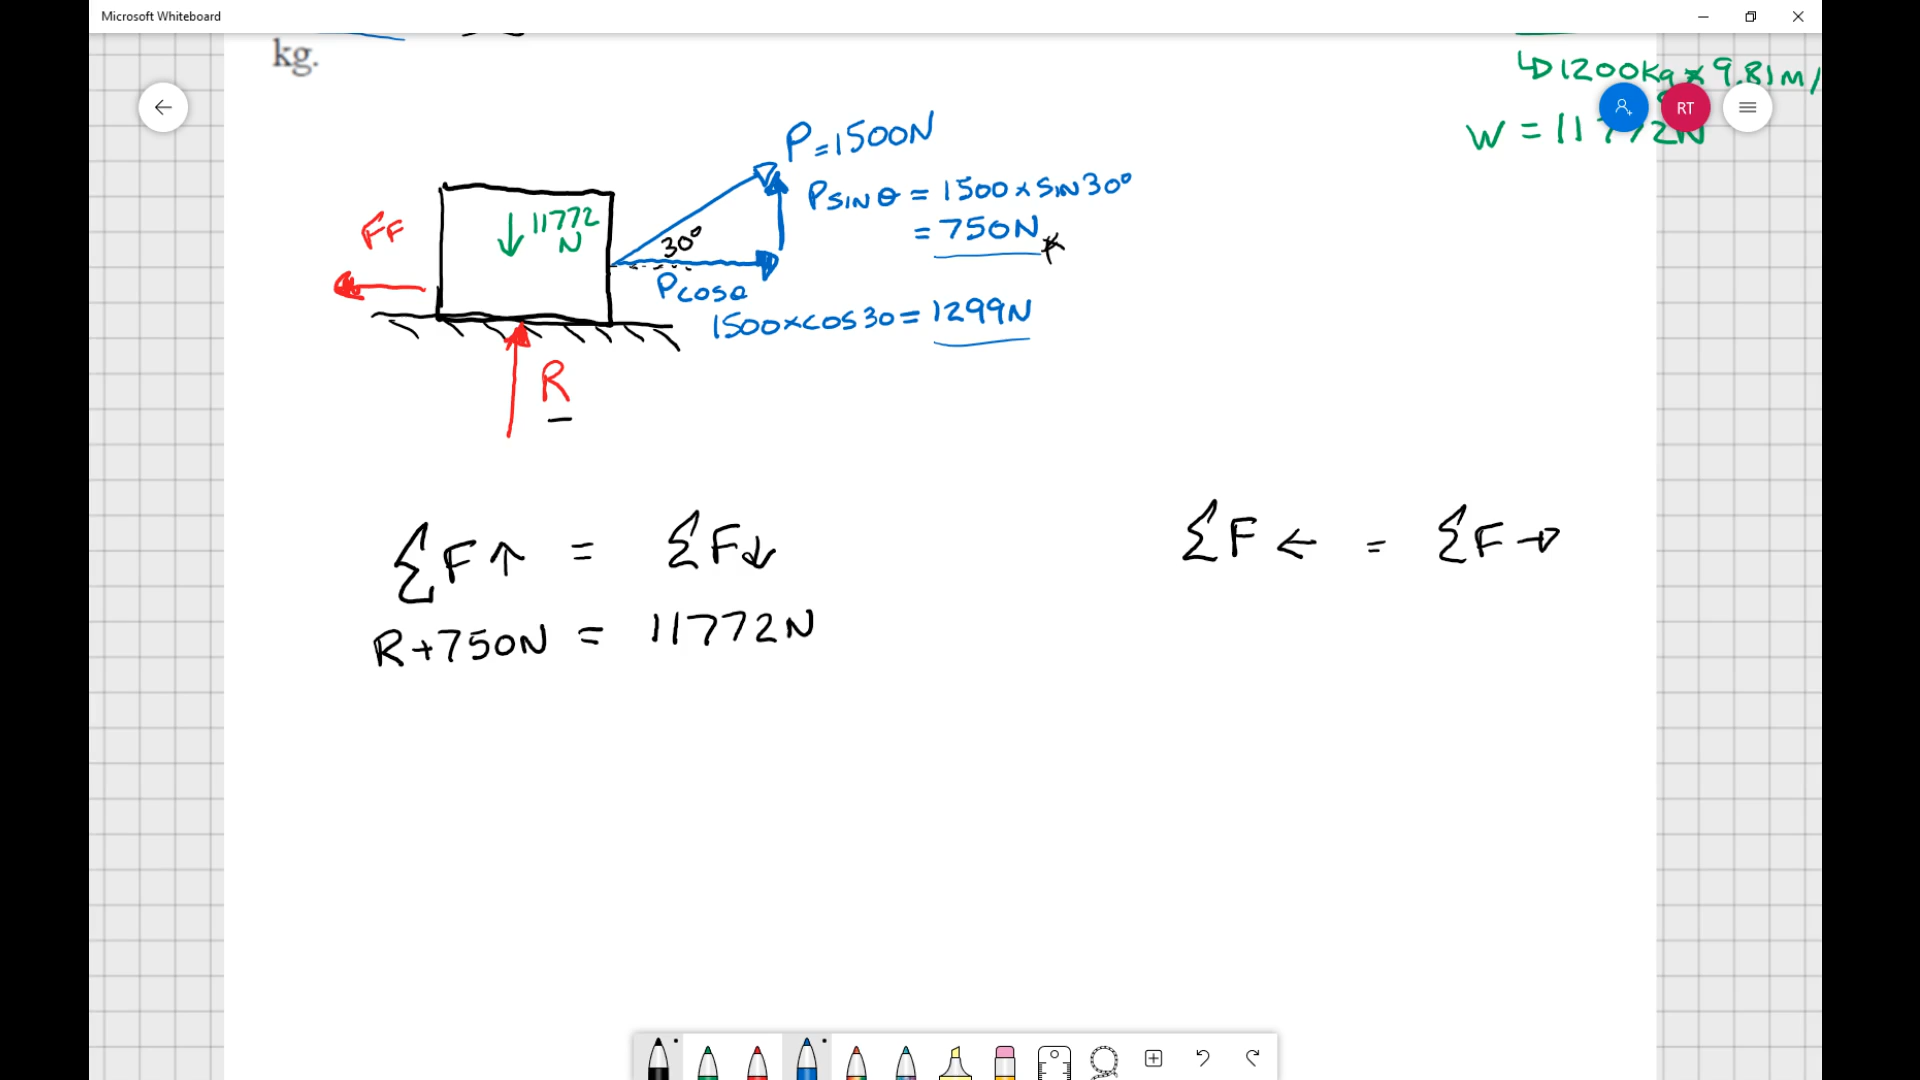 Microsoft Whiteboard
kg.
↳ 1200Kg × 9.81m/
W = 11772N
RT
P=1500N
Psinθ = 1500×sin30°
= 750N*
FF
↓11772
N
30°
Pcosθ
1500×cos30 = 1299N
R
ΣF↑ = ΣF↓
ΣF← = ΣF→
R+750N = 11772N